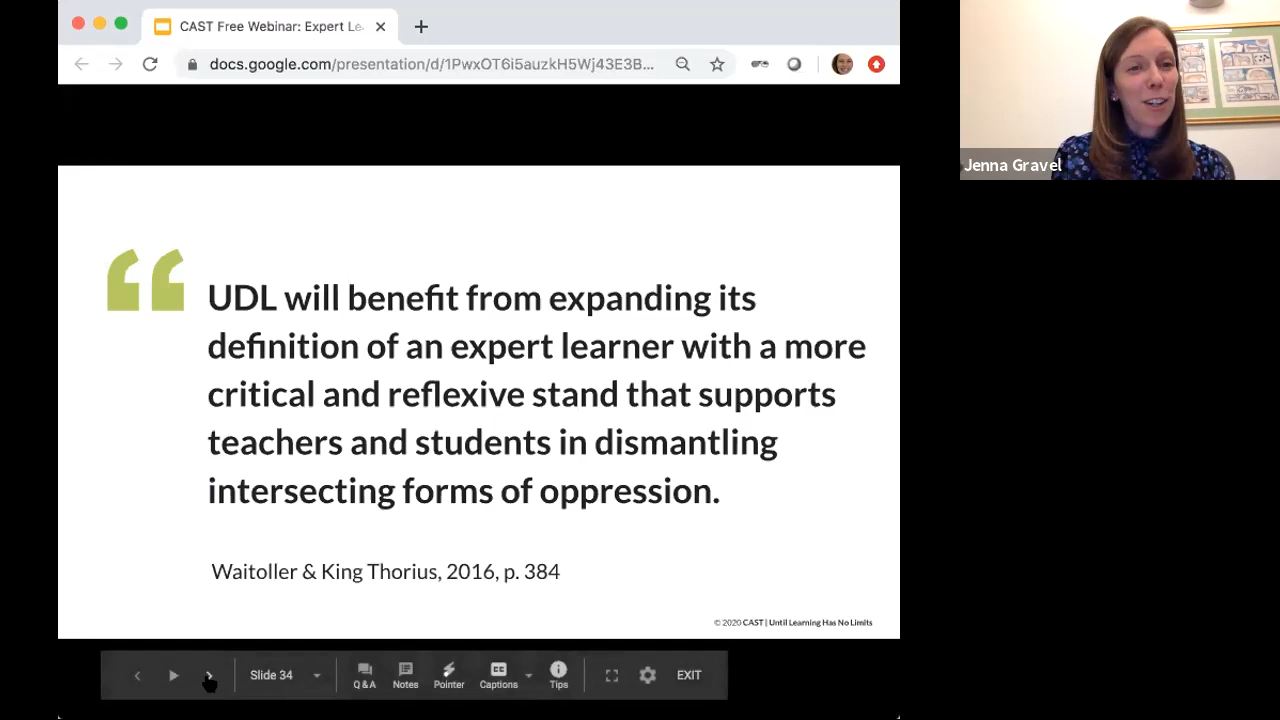 CAST Free Webinar: Expert Le
docs.google.com/presentation/d/1PwxOT6i5auzkH5Wj43E3B...
Jenna Gravel
UDL will benefit from expanding its
definition of an expert learner with a more
critical and reflexive stand that supports
teachers and students in dismantling
intersecting forms of oppression.
Waitoller & King Thorius, 2016, p. 384
© 2020 CAST | Until Learning Has No Limits
Slide 34
Q&A
Notes
Pointer
CC
Captions
Tips
EXIT